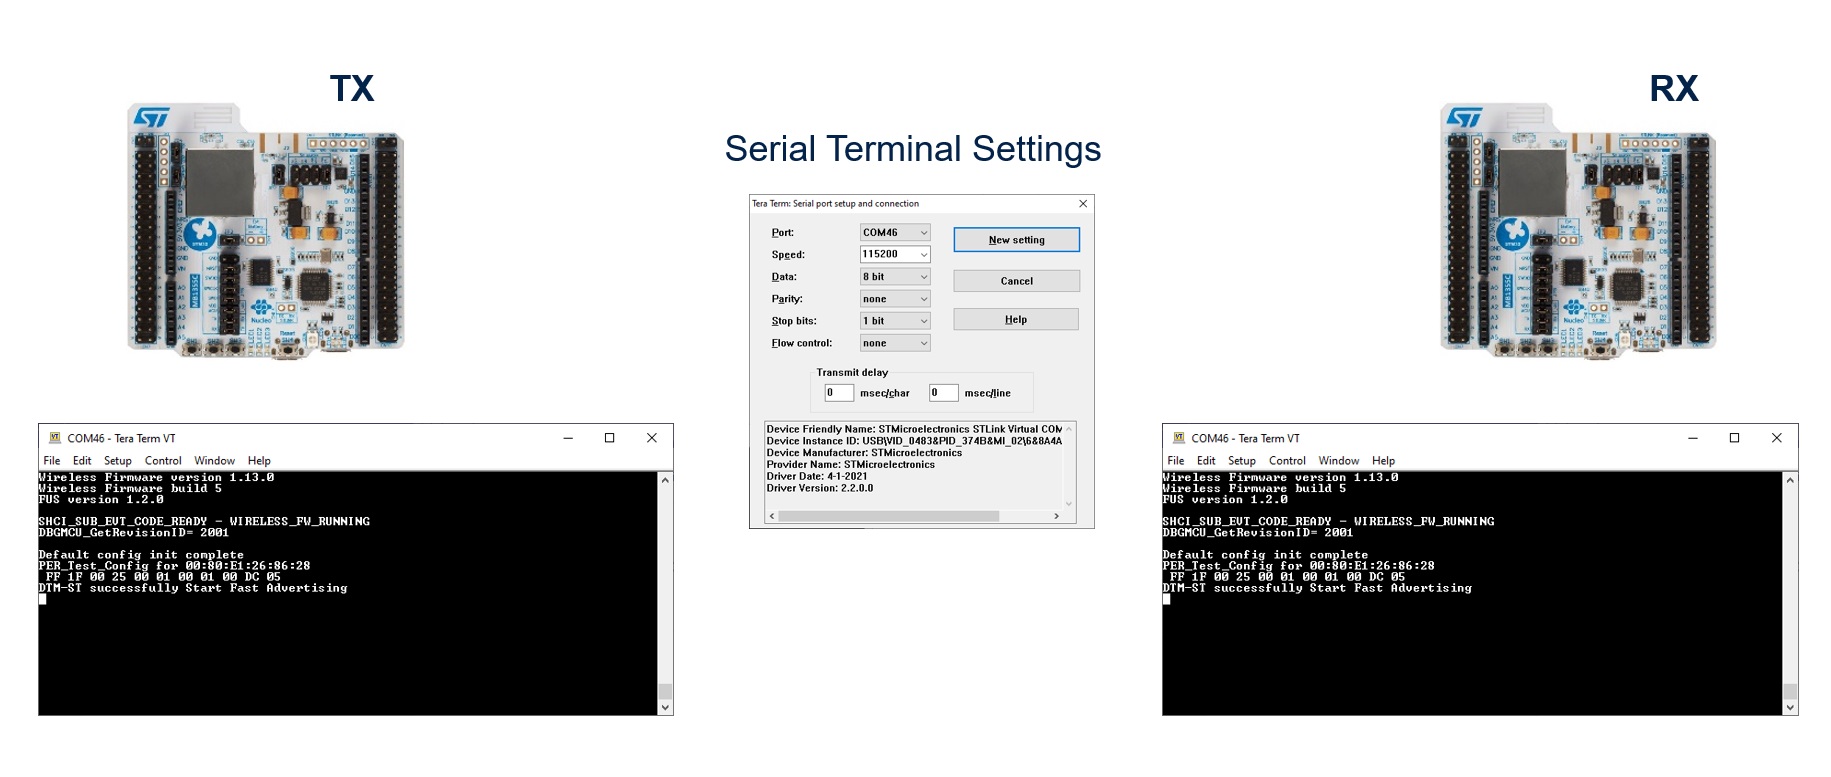 TX
RX
Serial Terminal Settings
Tera Term: Serial port setup and connection
Port: COM46 New setting
Speed: 115200
Data: 8 bit Cancel
Parity: none
Stop bits: 1 bit Help
Flow control: none
Transmit delay
0 msec/char 0 msec/line
Device Friendly Name: STMicroelectronics STLink Virtual COM
Device Instance ID: USB\VID_0483&PID_374B&MI_02\6&8A4A
Device Manufacturer: STMicroelectronics
Provider Name: STMicroelectronics
Driver Date: 4-1-2021
Driver Version: 2.2.0.0
COM46 - Tera Term VT
File Edit Setup Control Window Help
Wireless Firmware version 1.13.0
Wireless Firmware build 5
FUS version 1.2.0
SHCI_SUB_EVT_CODE_READY - WIRELESS_FW_RUNNING
DBGMCU_GetRevisionID= 2001
Default config init complete
PER_Test_Config for 00:80:E1:26:86:28
FF 1F 00 25 00 01 00 01 00 DC 05
DTM-ST successfully Start Fast Advertising
COM46 - Tera Term VT
File Edit Setup Control Window Help
Wireless Firmware version 1.13.0
Wireless Firmware build 5
FUS version 1.2.0
SHCI_SUB_EVT_CODE_READY - WIRELESS_FW_RUNNING
DBGMCU_GetRevisionID= 2001
Default config init complete
PER_Test_Config for 00:80:E1:26:86:28
FF 1F 00 25 00 01 00 01 00 DC 05
DTM-ST successfully Start Fast Advertising